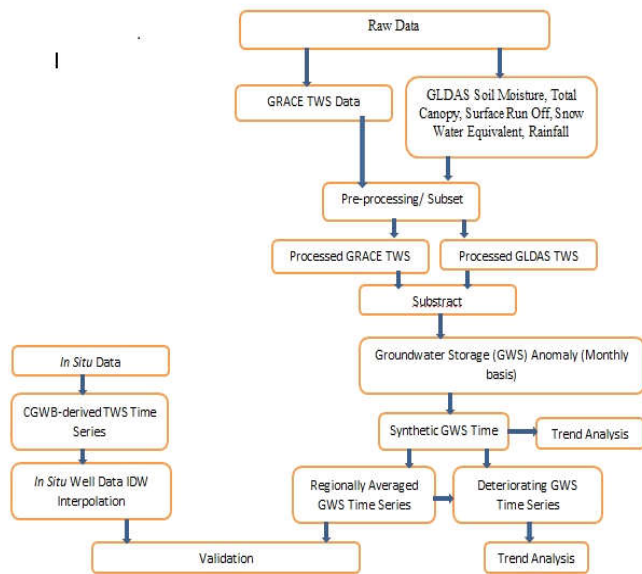 Raw Data
GRACE TWS Data
GLDAS Soil Moisture, Total
Canopy, Surface Run Off, Snow
Water Equivalent, Rainfall
Pre-processing/ Subset
Processed GRACE TWS
Processed GLDAS TWS
Substract
Groundwater Storage (GWS) Anomaly (Monthly
basis)
In Situ Data
CGWB-derived TWS Time
Series
Synthetic GWS Time
Trend Analysis
In Situ Well Data IDW
Interpolation
Regionally Averaged
GWS Time Series
Deteriorating GWS
Time Series
Validation
Trend Analysis